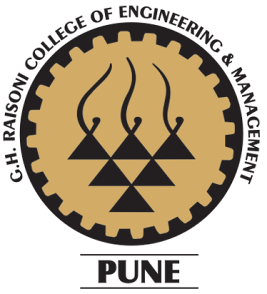 G.H. RAISONI COLLEGE OF ENGINEERING & MANAGEMENT
PUNE